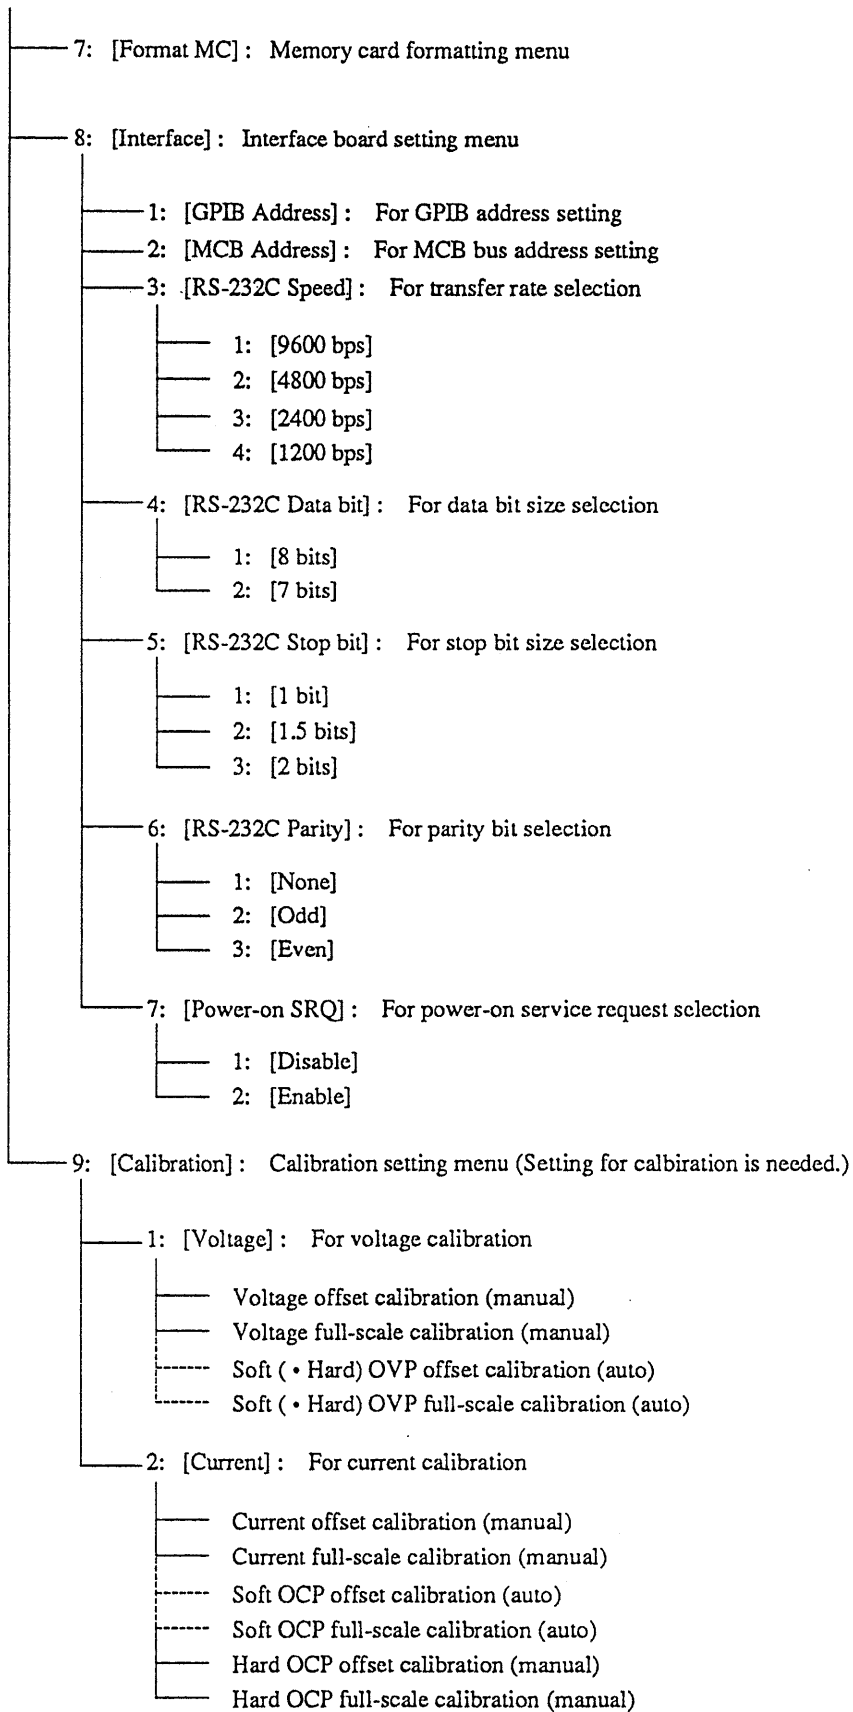 7: [Format MC] : Memory card formatting menu
8: [Interface] : Interface board setting menu
1: [GPIB Address] : For GPIB address setting
2: [MCB Address] : For MCB bus address setting
3: [RS-232C Speed] : For transfer rate selection
1: [9600 bps]
2: [4800 bps]
3: [2400 bps]
4: [1200 bps]
4: [RS-232C Data bit] : For data bit size selection
1: [8 bits]
2: [7 bits]
5: [RS-232C Stop bit] : For stop bit size selection
1: [1 bit]
2: [1.5 bits]
3: [2 bits]
6: [RS-232C Parity] : For parity bit selection
1: [None]
2: [Odd]
3: [Even]
7: [Power-on SRQ] : For power-on service request selection
1: [Disable]
2: [Enable]
9: [Calibration] : Calibration setting menu (Setting for calbiration is needed.)
1: [Voltage] : For voltage calibration
Voltage offset calibration (manual)
Voltage full-scale calibration (manual)
Soft ( • Hard) OVP offset calibration (auto)
Soft ( • Hard) OVP full-scale calibration (auto)
2: [Current] : For current calibration
Current offset calibration (manual)
Current full-scale calibration (manual)
Soft OCP offset calibration (auto)
Soft OCP full-scale calibration (auto)
Hard OCP offset calibration (manual)
Hard OCP full-scale calibration (manual)